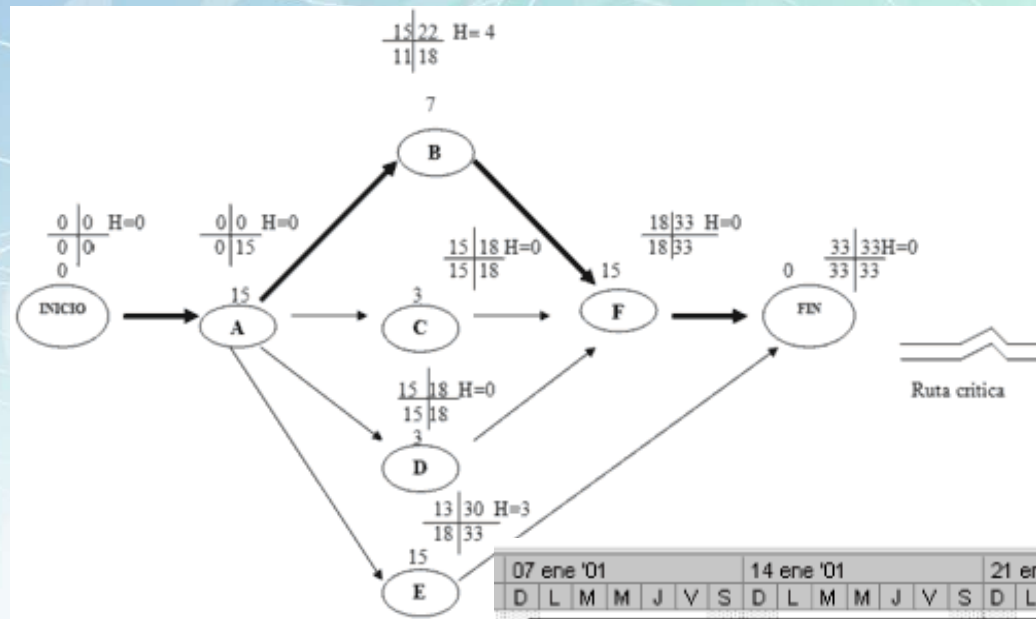 15 22 H= 4
11 18
7
B
0 0 H=0
0 0
0
INICIO
0 0 H=0
0 15
15
A
15 18 H=0
15 18
3
C
18 33 H=0
18 33
15
F
33 33 H=0
33 33
0
FIN
Ruta critica
15 18 H=0
15 18
3
D
13 30 H=3
18 33
15
E
07 ene '01 14 ene '01 21 en
D L M M J V S D L M M J V S D L